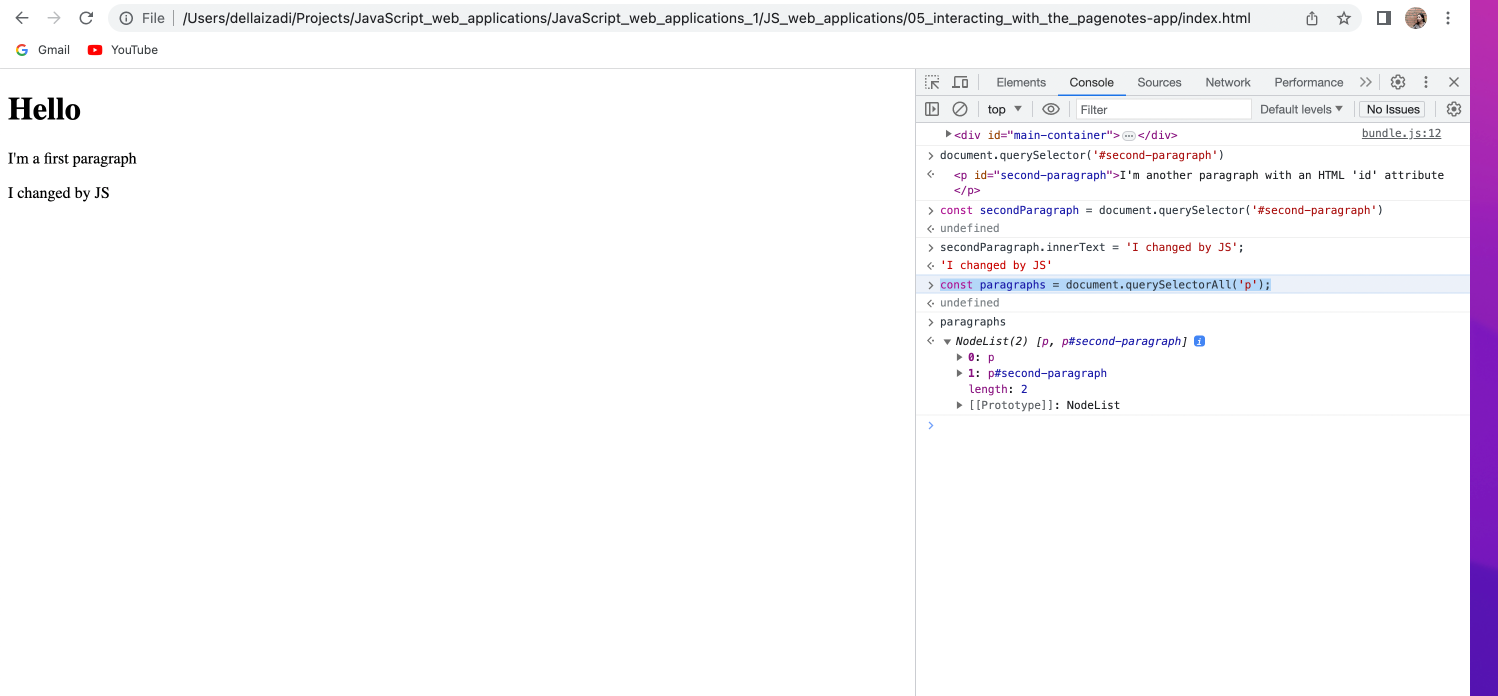 File /Users/dellaizadi/Projects/JavaScript_web_applications/JavaScript_web_applications_1/JS_web_applications/05_interacting_with_the_pagenotes-app/index.html
Gmail YouTube
Hello
I'm a first paragraph
I changed by JS
Elements Console Sources Network Performance
top Filter Default levels No Issues
<div id="main-container"> ⋯ </div> bundle.js:12
document.querySelector('#second-paragraph')
<p id="second-paragraph">I'm another paragraph with an HTML 'id' attribute
</p>
const secondParagraph = document.querySelector('#second-paragraph')
undefined
secondParagraph.innerText = 'I changed by JS';
'I changed by JS'
const paragraphs = document.querySelectorAll('p');
undefined
paragraphs
NodeList(2) [p, p#second-paragraph] i
0: p
1: p#second-paragraph
length: 2
[[Prototype]]: NodeList